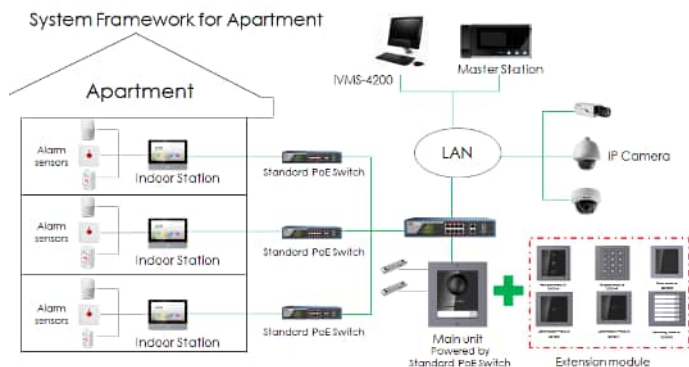 System Framework for Apartment
Apartment
iVMS-4200
Master Station
LAN
IP Camera
Alarm
sensors
Indoor Station
Standard PoE Switch
Alarm
sensors
Indoor Station
Standard PoE Switch
Alarm
sensors
Indoor Station
Standard PoE Switch
Main unit
Powered by
Standard PoE Switch
Extension module